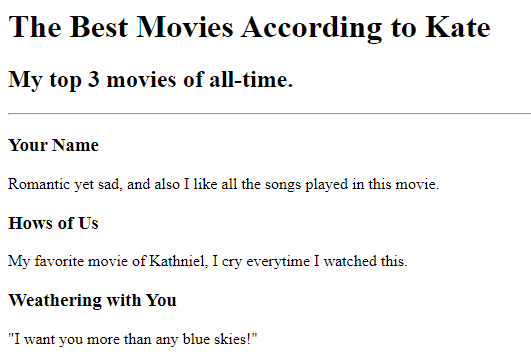 The Best Movies According to Kate
My top 3 movies of all-time.
Your Name
Romantic yet sad, and also I like all the songs played in this movie.
Hows of Us
My favorite movie of Kathniel, I cry everytime I watched this.
Weathering with You
"I want you more than any blue skies!"